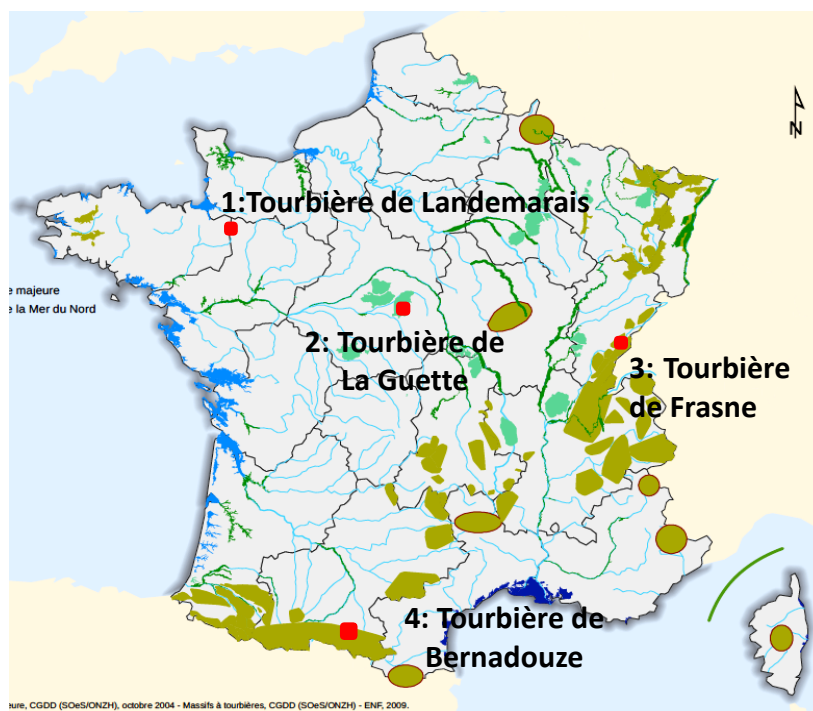 N
1:Tourbière de Landemarais
e majeure
e la Mer du Nord
2: Tourbière de
La Guette
3: Tourbière
de Frasne
4: Tourbière de
Bernadouze
eure, CGDD (SOeS/ONZH), octobre 2004 - Massifs à tourbières, CGDD (SOeS/ONZH) - ENF, 2009.